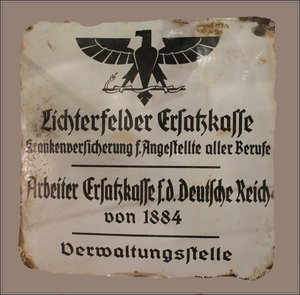 Lichterfelder Ersatzkasse
Krankenversicherung f. Angestellte aller Berufe
Arbeiter Ersatzkasse f. d. Deutsche Reich
von 1884
Verwaltungsstelle